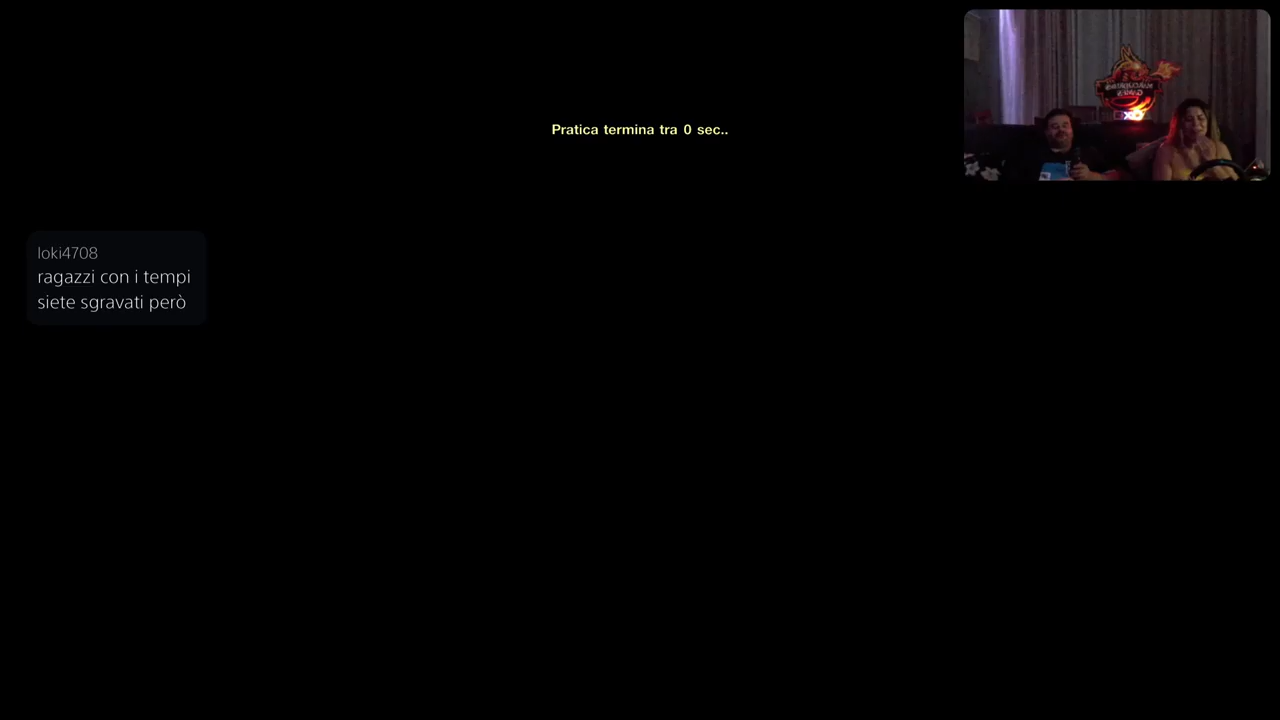 Pratica termina tra 0 sec..
loki4708
ragazzi con i tempi
siete sgravati però